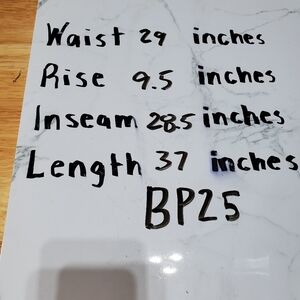 Waist 29 inches
Rise 9.5 inches
Inseam 28.5 inches
Length 37 inches
BP25